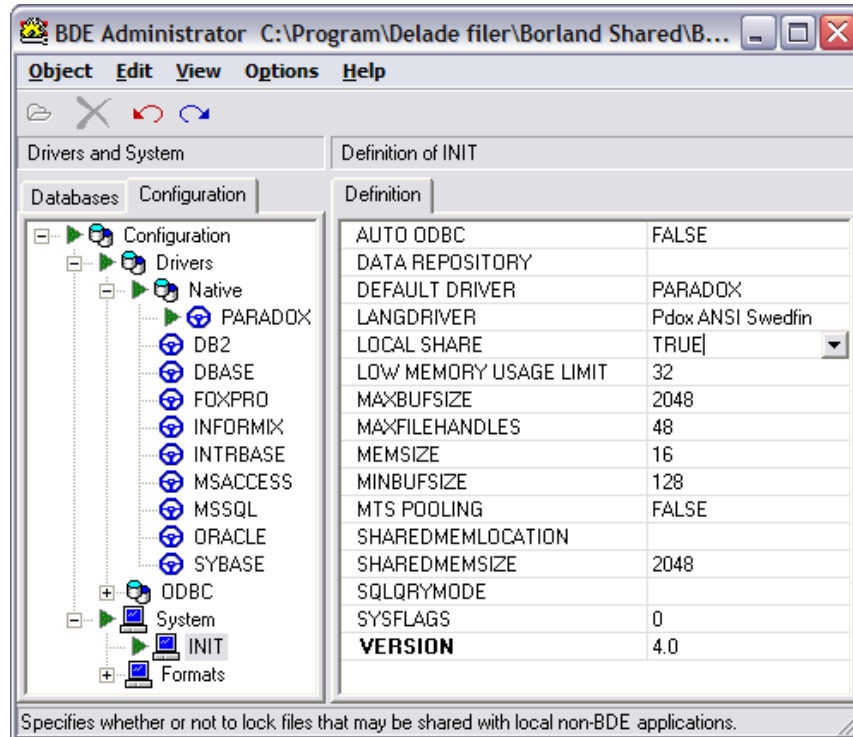 BDE Administrator C:\Program\Delade filer\Borland Shared\B...
Object Edit View Options Help
Drivers and System
Definition of INIT
Databases Configuration
Definition
Configuration
Drivers
Native
PARADOX
DB2
DBASE
FOXPRO
INFORMIX
INTRBASE
MSACCESS
MSSQL
ORACLE
SYBASE
ODBC
System
INIT
Formats
AUTO ODBC FALSE
DATA REPOSITORY
DEFAULT DRIVER PARADOX
LANGDRIVER Pdox ANSI Swedfin
LOCAL SHARE TRUE
LOW MEMORY USAGE LIMIT 32
MAXBUFSIZE 2048
MAXFILEHANDLES 48
MEMSIZE 16
MINBUFSIZE 128
MTS POOLING FALSE
SHAREDMEMLOCATION
SHAREDMEMSIZE 2048
SQLQRYMODE
SYSFLAGS 0
VERSION 4.0
Specifies whether or not to lock files that may be shared with local non-BDE applications.